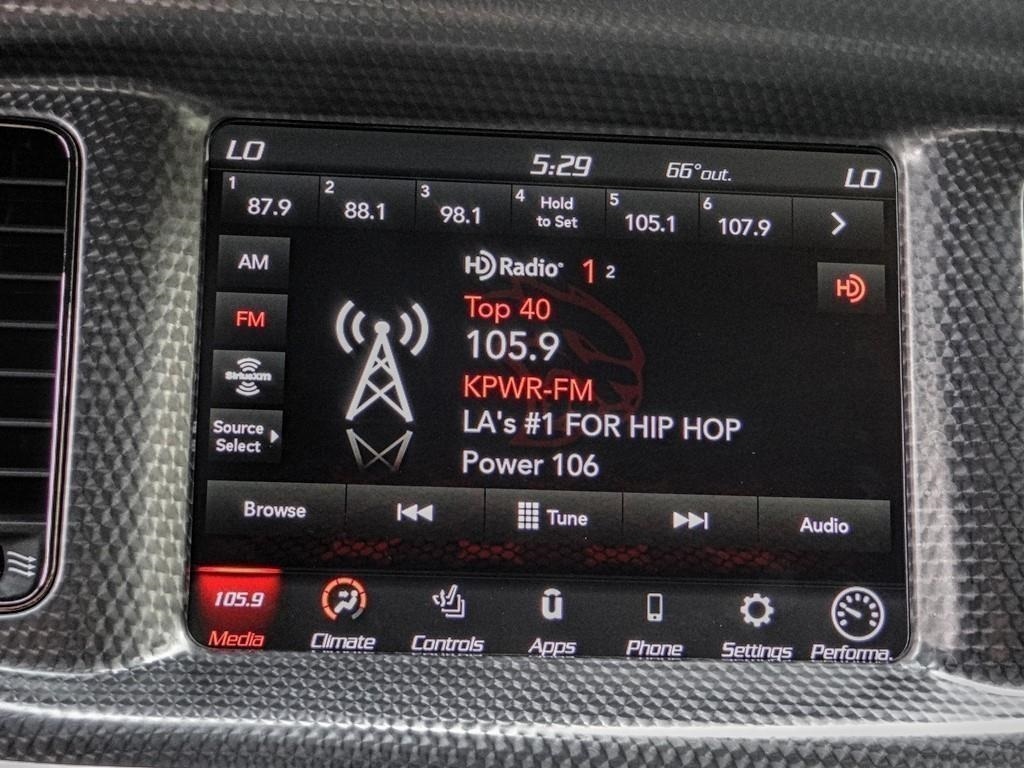 LO 5:29 66°out. LO
1 87.9 2 88.1 3 98.1 4 Hold to Set 5 105.1 6 107.9
AM
FM
SiriusXM
Source
Select
HD Radio 1 2
HD
Top 40
105.9
KPWR-FM
LA's #1 FOR HIP HOP
Power 106
Browse Tune Audio
105.9
Media Climate Controls Apps Phone Settings Performa.